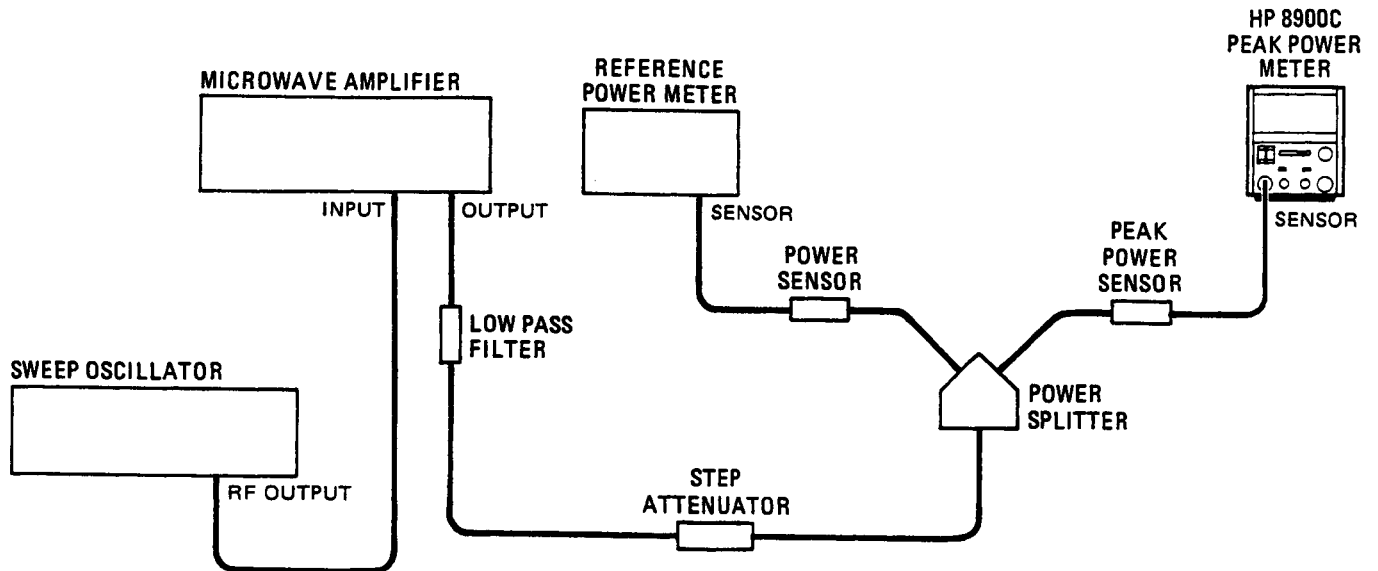 HP 8900C
PEAK POWER
METER
MICROWAVE AMPLIFIER
REFERENCE
POWER METER
INPUT
OUTPUT
SENSOR
SENSOR
POWER
SENSOR
PEAK
POWER
SENSOR
LOW PASS
FILTER
SWEEP OSCILLATOR
POWER
SPLITTER
RF OUTPUT
STEP
ATTENUATOR